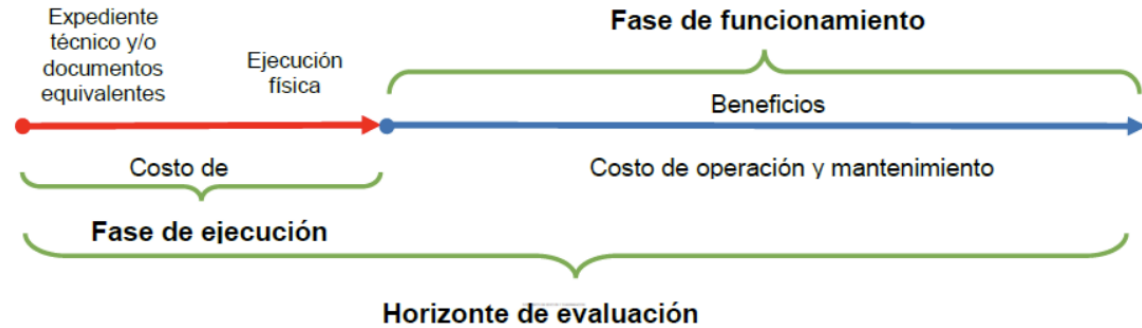 Expediente
técnico y/o
documentos
equivalentes
Ejecución
física
Fase de funcionamiento
Beneficios
Costo de
Costo de operación y mantenimiento
Fase de ejecución
Horizonte de evaluación